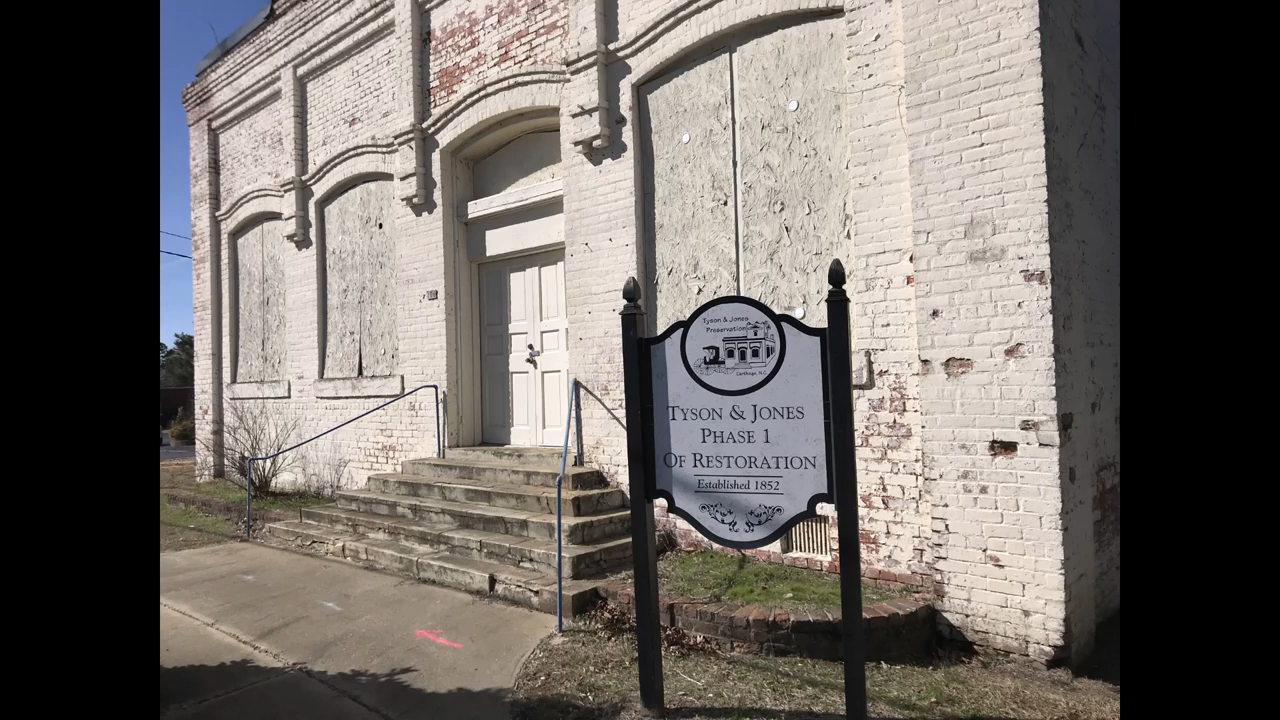 Tyson & Jones
Preservation
Carthage, N.C.
TYSON & JONES
PHASE 1
OF RESTORATION
Established 1852